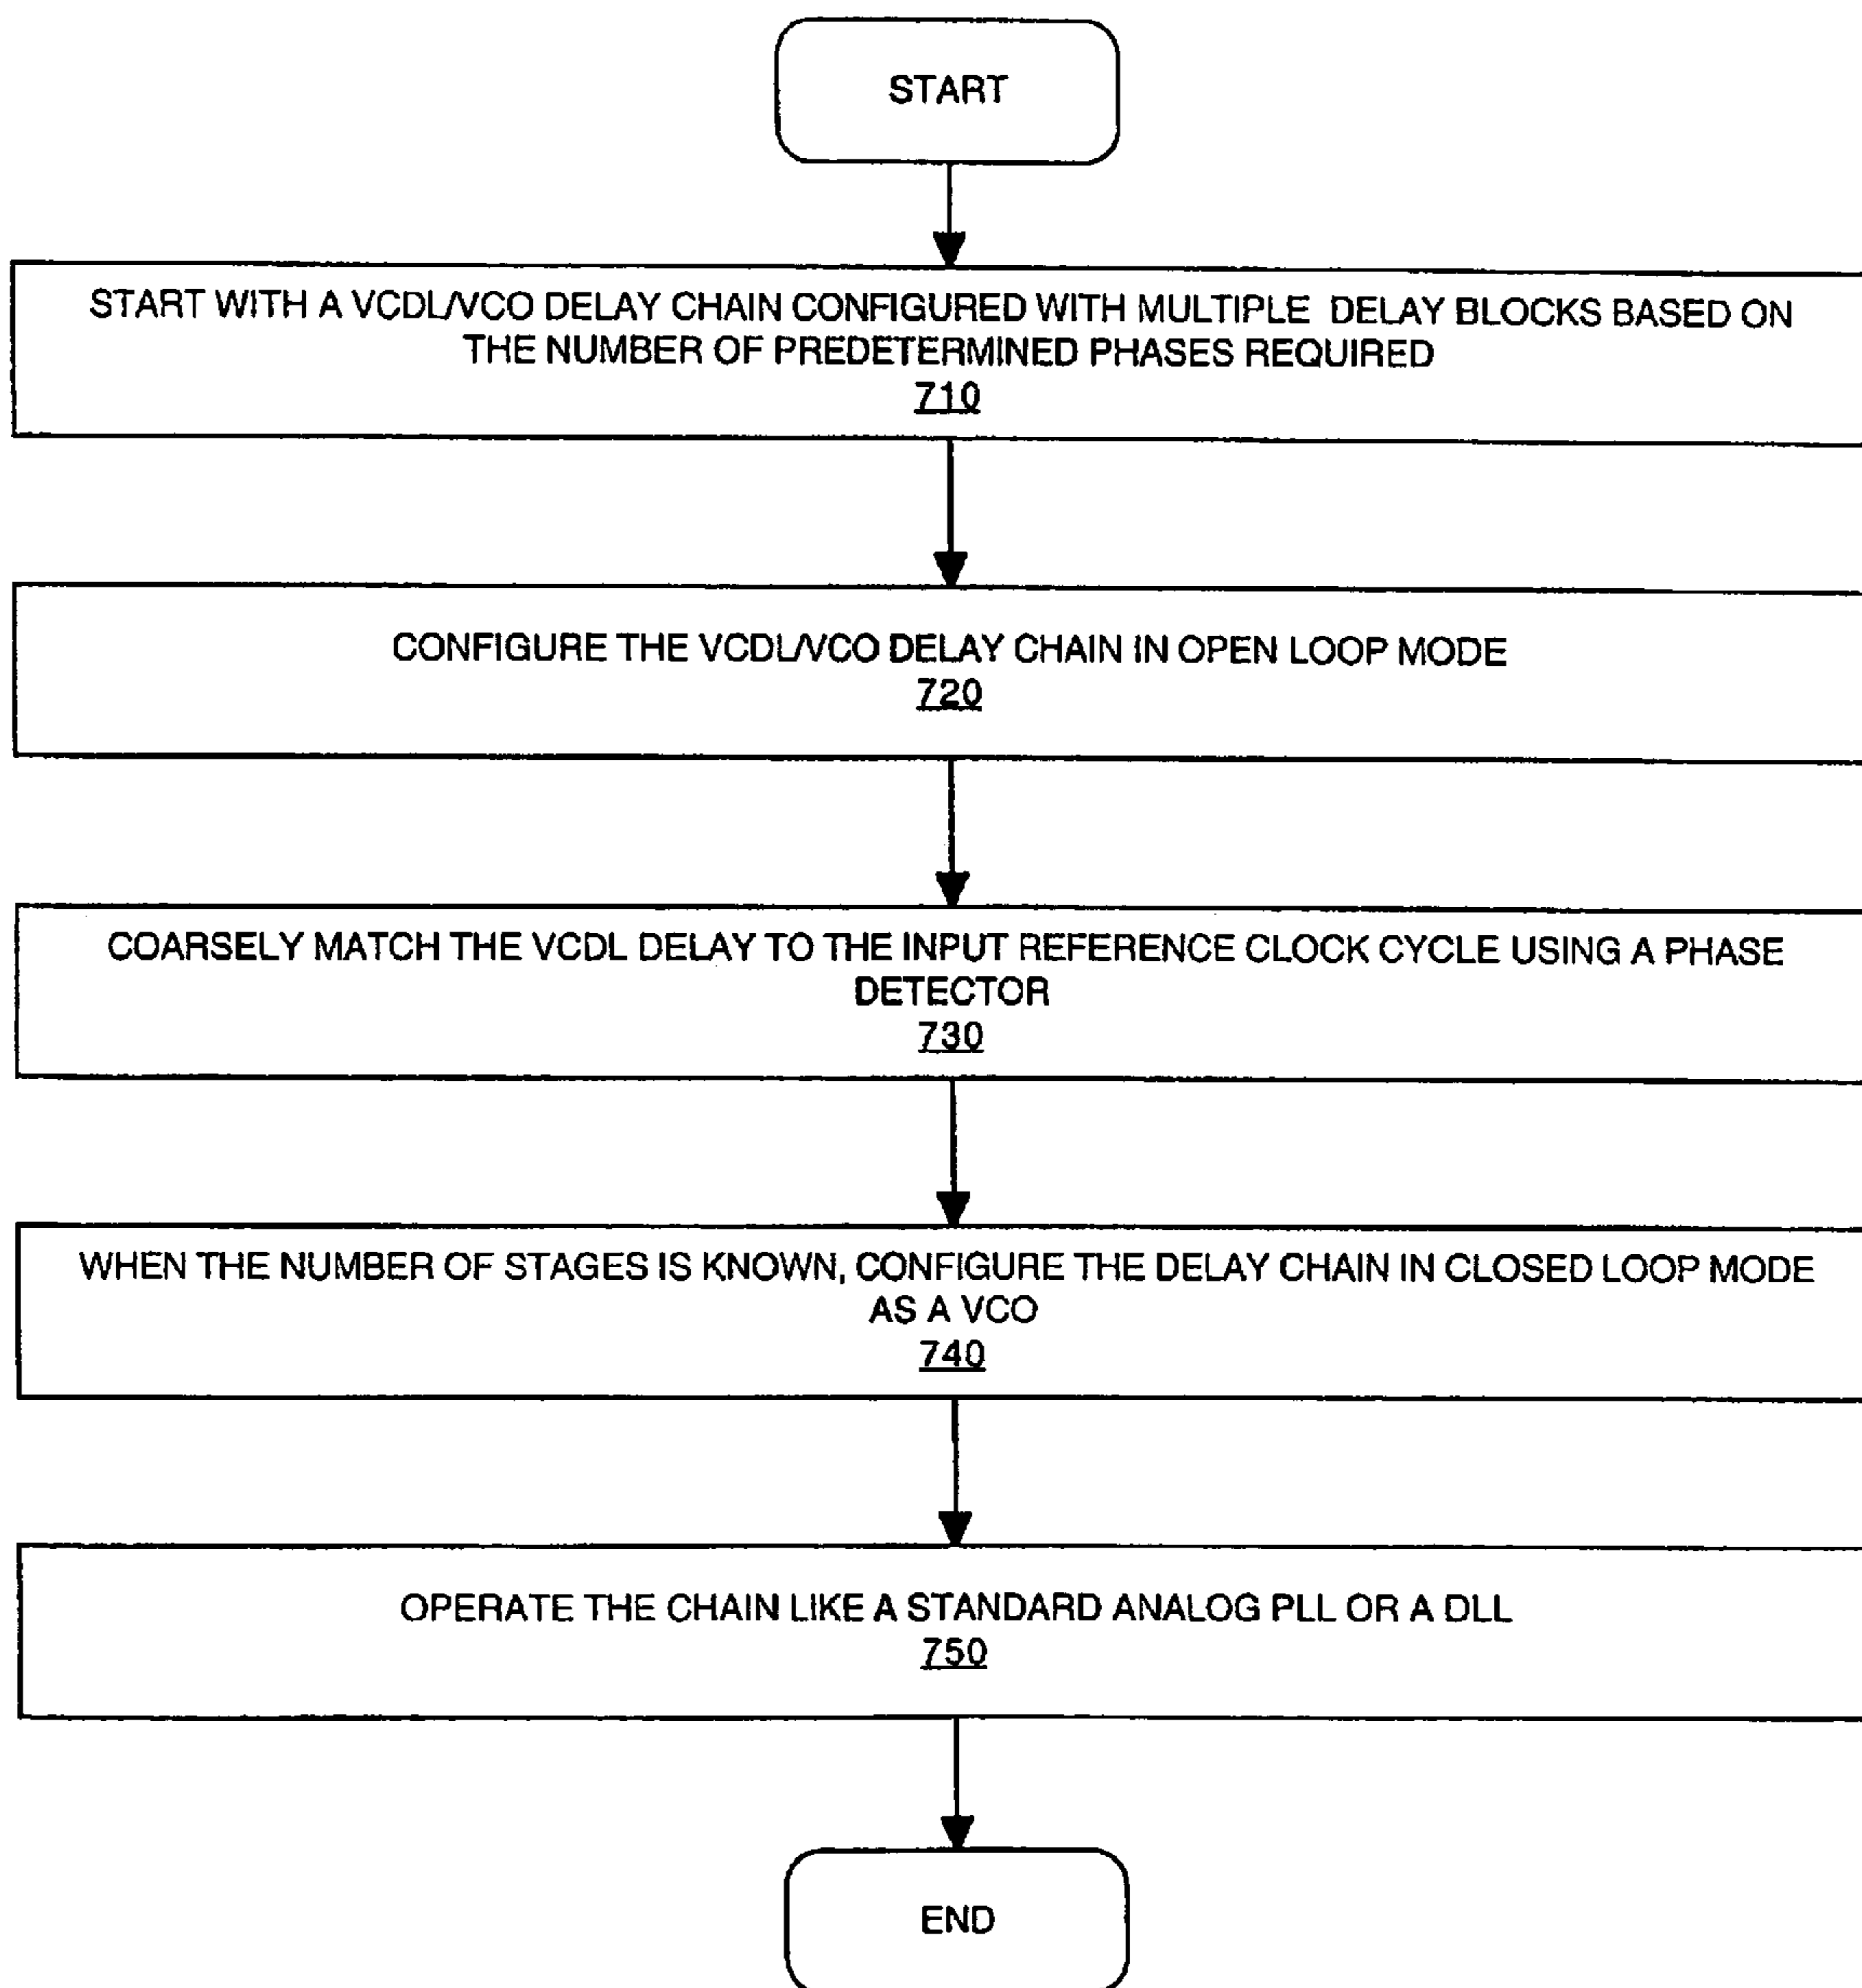 START
START WITH A VCDL/VCO DELAY CHAIN CONFIGURED WITH MULTIPLE DELAY BLOCKS BASED ON
THE NUMBER OF PREDETERMINED PHASES REQUIRED
710
CONFIGURE THE VCDL/VCO DELAY CHAIN IN OPEN LOOP MODE
720
COARSELY MATCH THE VCDL DELAY TO THE INPUT REFERENCE CLOCK CYCLE USING A PHASE
DETECTOR
730
WHEN THE NUMBER OF STAGES IS KNOWN, CONFIGURE THE DELAY CHAIN IN CLOSED LOOP MODE
AS A VCO
740
OPERATE THE CHAIN LIKE A STANDARD ANALOG PLL OR A DLL
750
END